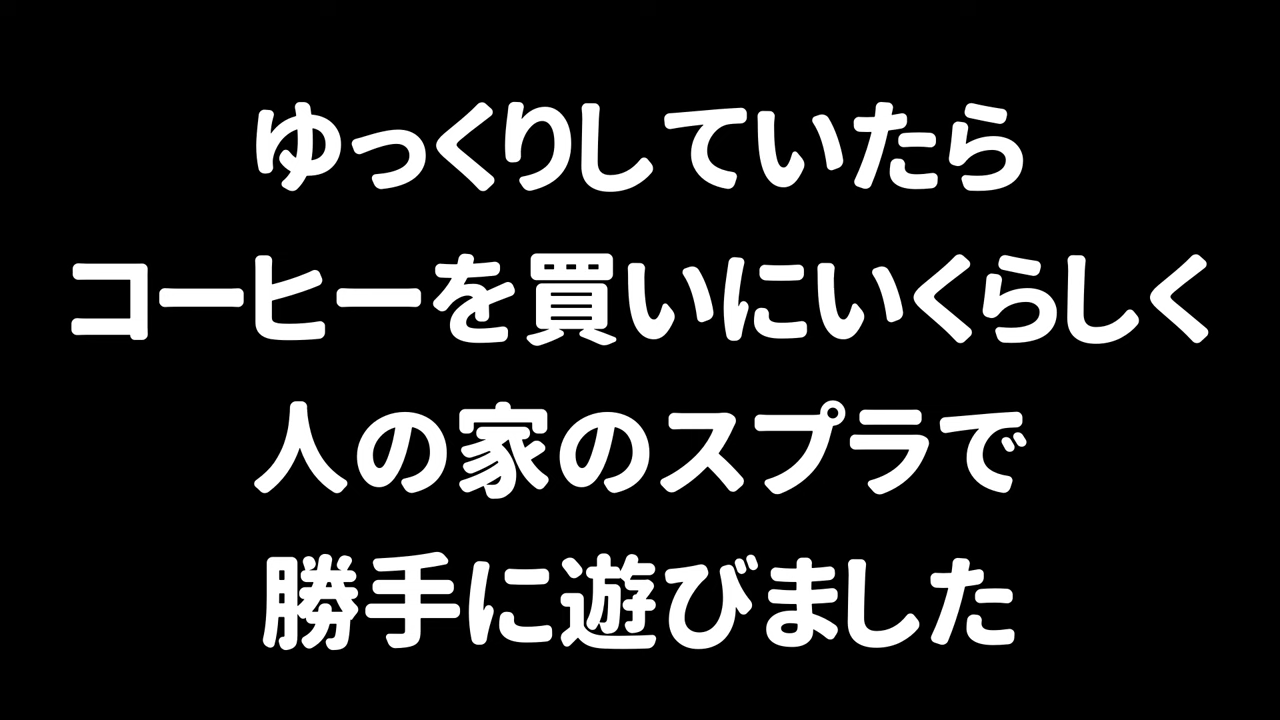 ゆっくりしていたら
コーヒーを買いにいくらしく
人の家のスプラで
勝手に遊びました